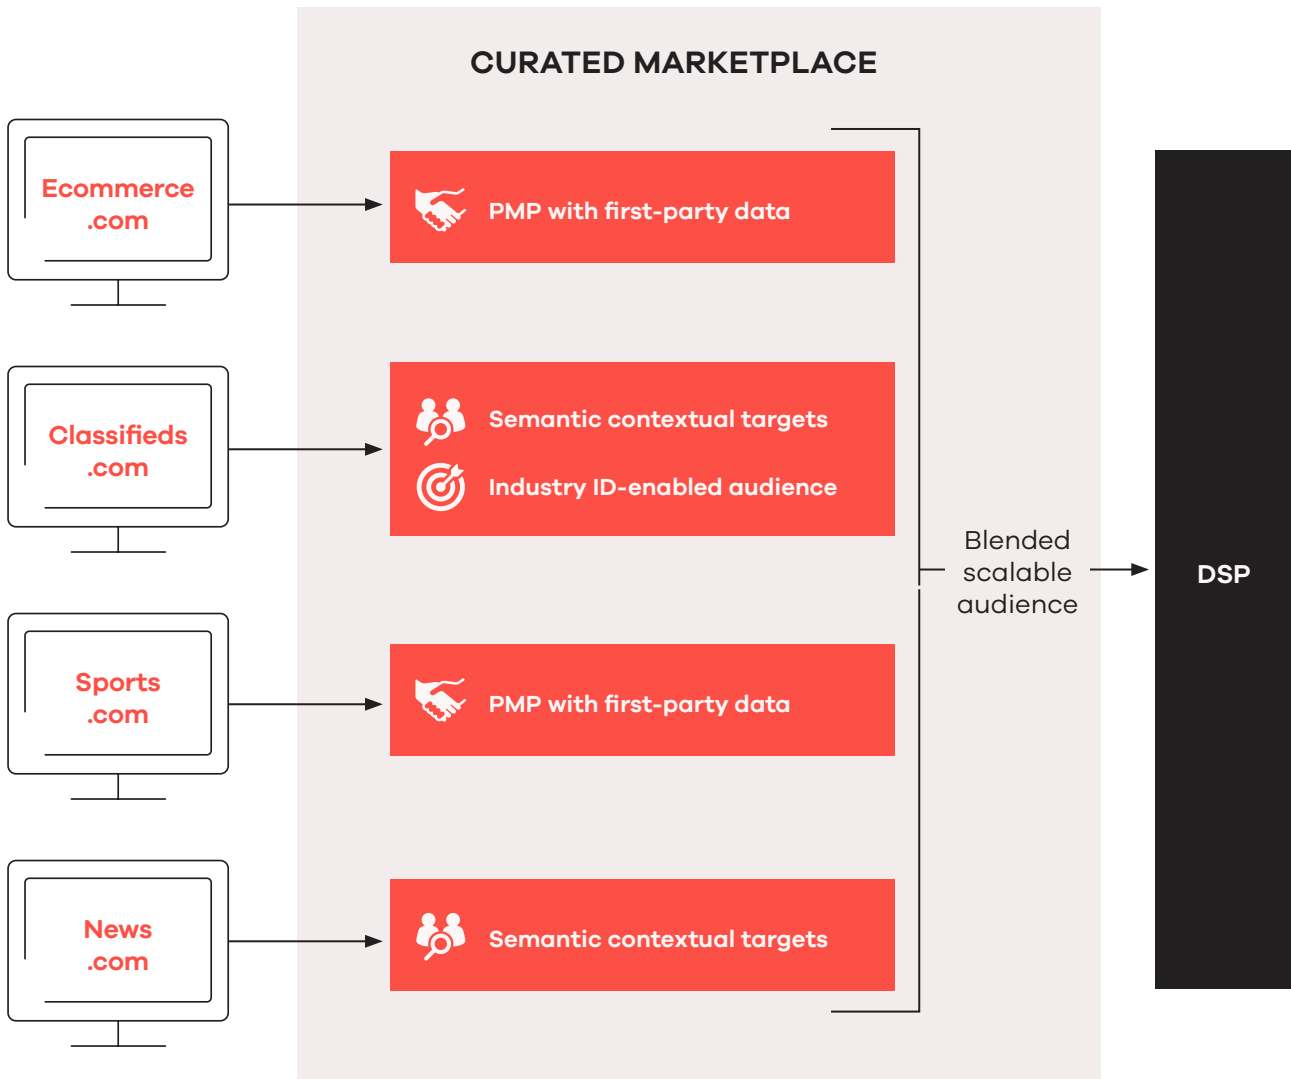 CURATED MARKETPLACE
Ecommerce
.com
PMP with first-party data
Classifieds
.com
Semantic contextual targets
Industry ID-enabled audience
Sports
.com
PMP with first-party data
News
.com
Semantic contextual targets
Blended
scalable
audience
DSP